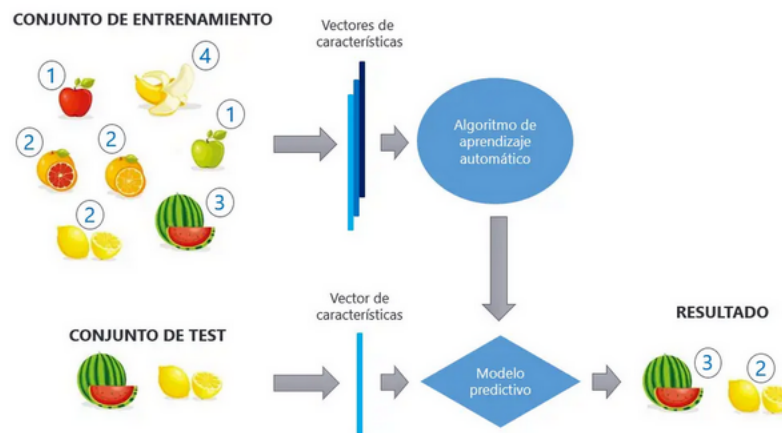 CONJUNTO DE ENTRENAMIENTO
Vectores de
características
1
4
1
2
2
2
3
Algoritmo de
aprendizaje
automático
Vector de
características
CONJUNTO DE TEST
RESULTADO
Modelo
predictivo
3
2